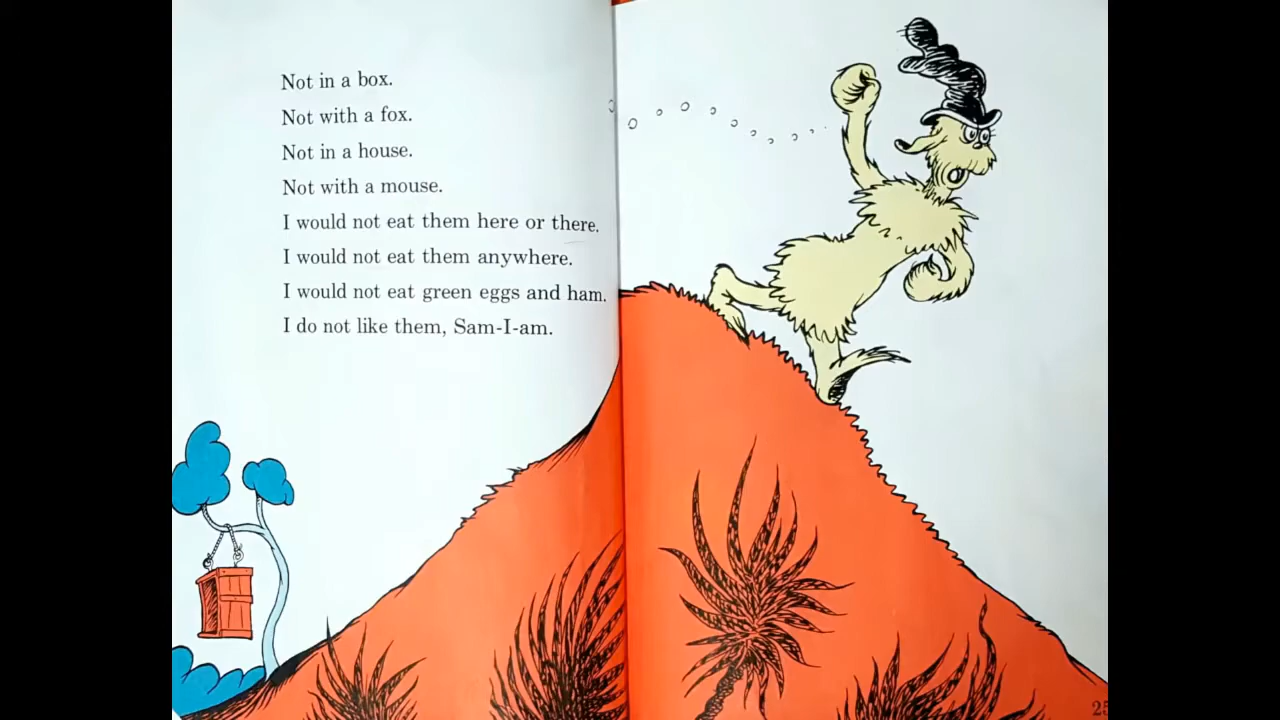 Not in a box.
Not with a fox.
Not in a house.
Not with a mouse.
I would not eat them here or there.
I would not eat them anywhere.
I would not eat green eggs and ham.
I do not like them, Sam-I-am.
25